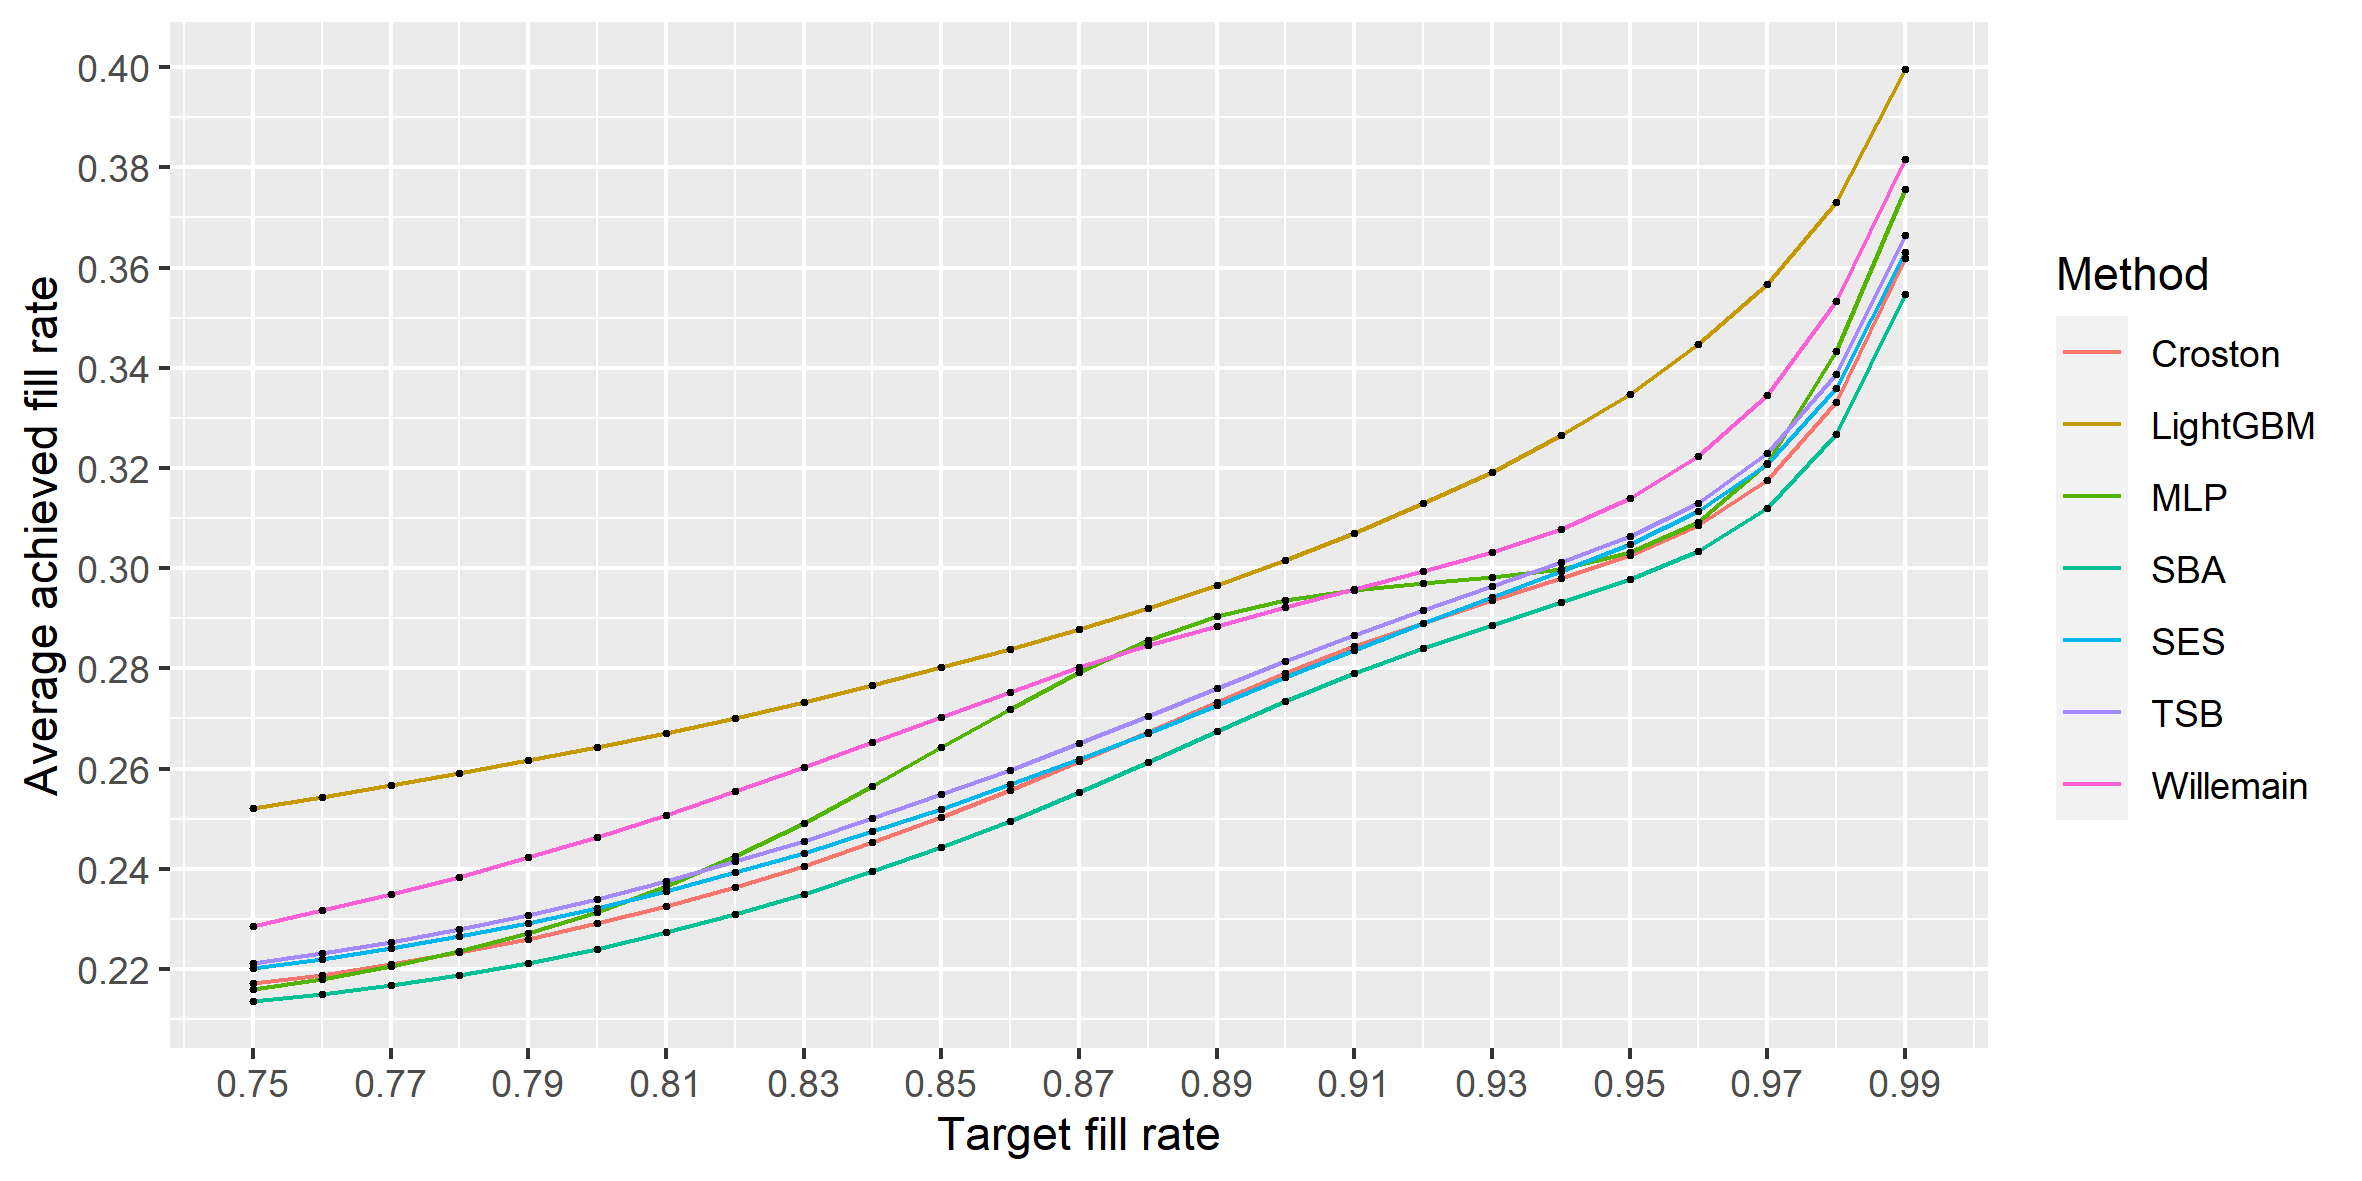 0.40
0.38
0.36
0.34
0.32
0.30
0.28
0.26
0.24
0.22
Average achieved fill rate
0.75 0.77 0.79 0.81 0.83 0.85 0.87 0.89 0.91 0.93 0.95 0.97 0.99
Target fill rate
Method
Croston
LightGBM
MLP
SBA
SES
TSB
Willemain